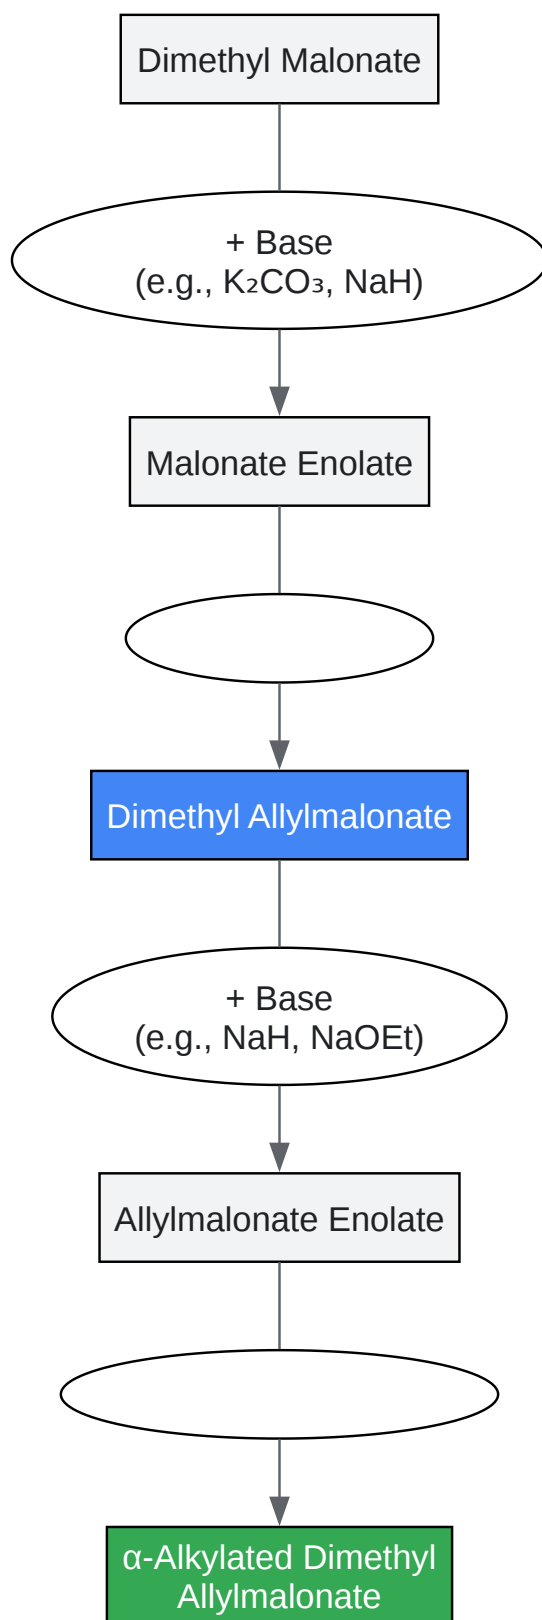 Dimethyl Malonate
+ Base
(e.g., K₂CO₃, NaH)
Malonate Enolate
Dimethyl Allylmalonate
+ Base
(e.g., NaH, NaOEt)
Allylmalonate Enolate
α-Alkylated Dimethyl
Allylmalonate